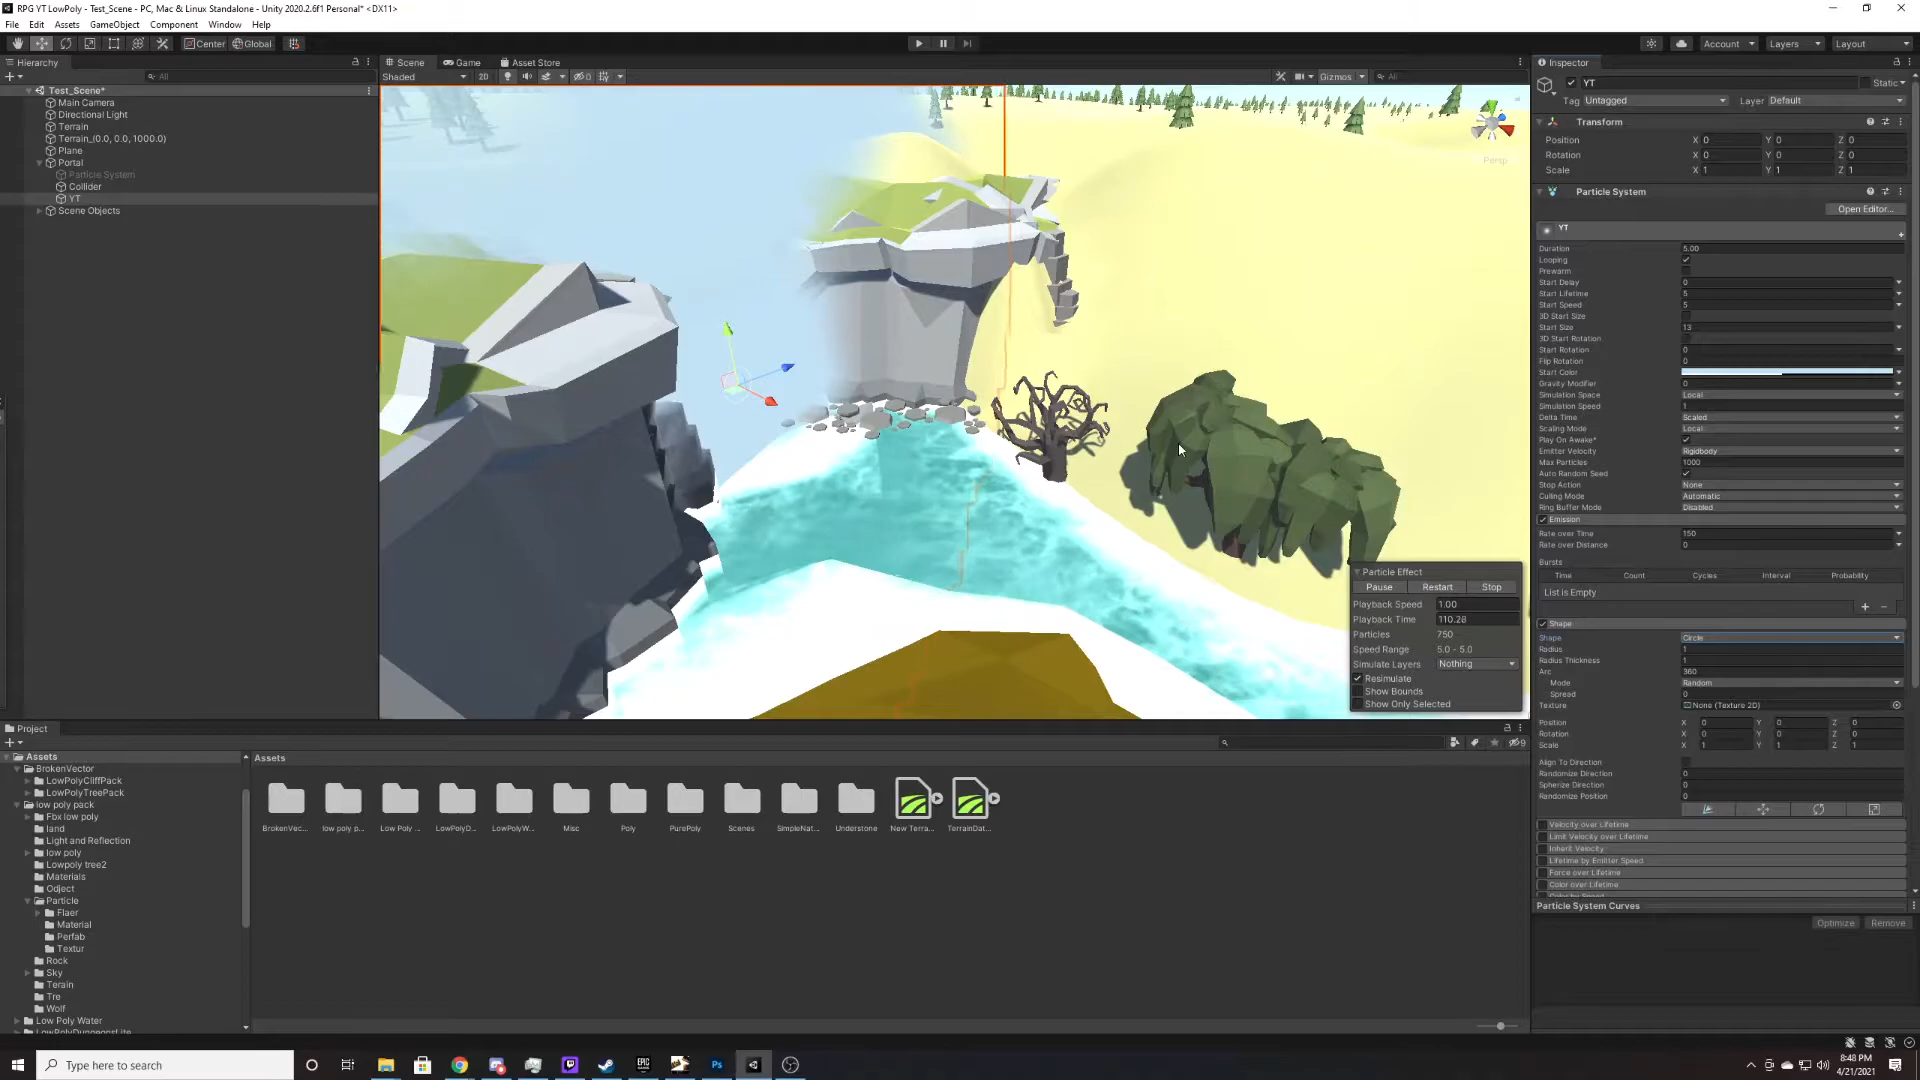 RPG YT LowPoly - Test_Scene - PC, Mac & Linux Standalone - Unity 2020.2.6f1 Personal* <DX11>
File Edit Assets GameObject Component Window Help
Center Global Account Layers Layout
Hierarchy
All
Test_Scene*
Main Camera
Directional Light
Terrain
Terrain_(0.0, 0.0, 1000.0)
Plane
Portal
Particle System
Collider
YT
Scene Objects
Scene Game Asset Store
Shaded 2D 0 Gizmos All
Persp
Particle Effect
Pause Restart Stop
Playback Speed 1.00
Playback Time 110.28
Particles 750
Speed Range 5.0 - 5.0
Simulate Layers Nothing
Resimulate
Show Bounds
Show Only Selected
Inspector
YT Static
Tag Untagged Layer Default
Transform
Position X 0 Y 0 Z 0
Rotation X 0 Y 0 Z 0
Scale X 1 Y 1 Z 1
Particle System
Open Editor...
YT
Duration 5.00
Looping
Prewarm
Start Delay 0
Start Lifetime 5
Start Speed 5
3D Start Size
Start Size 13
3D Start Rotation
Start Rotation 0
Flip Rotation 0
Start Color
Gravity Modifier 0
Simulation Space Local
Simulation Speed 1
Delta Time Scaled
Scaling Mode Local
Play On Awake*
Emitter Velocity Rigidbody
Max Particles 1000
Auto Random Seed
Stop Action None
Culling Mode Automatic
Ring Buffer Mode Disabled
Emission
Rate over Time 150
Rate over Distance 0
Bursts
Time Count Cycles Interval Probability
List is Empty
Shape
Shape Circle
Radius 1
Radius Thickness 1
Arc 360
Mode Random
Spread 0
Texture None (Texture 2D)
Position X 0 Y 0 Z 0
Rotation X 0 Y 0 Z 0
Scale X 1 Y 1 Z 1
Align To Direction
Randomize Direction 0
Spherize Direction 0
Randomize Position 0
Velocity over Lifetime
Limit Velocity over Lifetime
Inherit Velocity
Lifetime by Emitter Speed
Force over Lifetime
Color over Lifetime
Particle System Curves
Optimize Remove
Project
9
Assets
BrokenVector
LowPolyCliffPack
LowPolyTreePack
low poly pack
Fbx low poly
land
Light and Reflection
low poly
Lowpoly tree2
Materials
Odject
Particle
Flaer
Material
Perfab
Textur
Rock
Sky
Terain
Tre
Wolf
Low Poly Water
Assets
BrokenVec... low poly p... Low Poly ... LowPolyD... LowPolyW... Misc Poly PurePoly Scenes SimpleNat... Understone New Terra... TerrainDat...
Type here to search
8:48 PM
4/21/2021